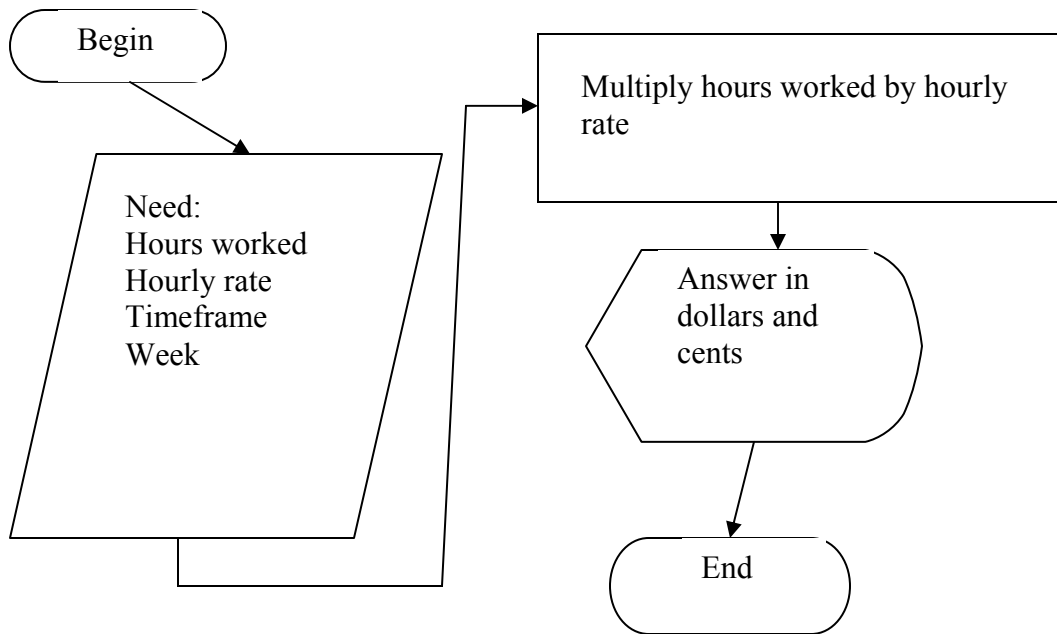 Begin
Need:
Hours worked
Hourly rate
Timeframe
Week
Multiply hours worked by hourly
rate
Answer in
dollars and
cents
End